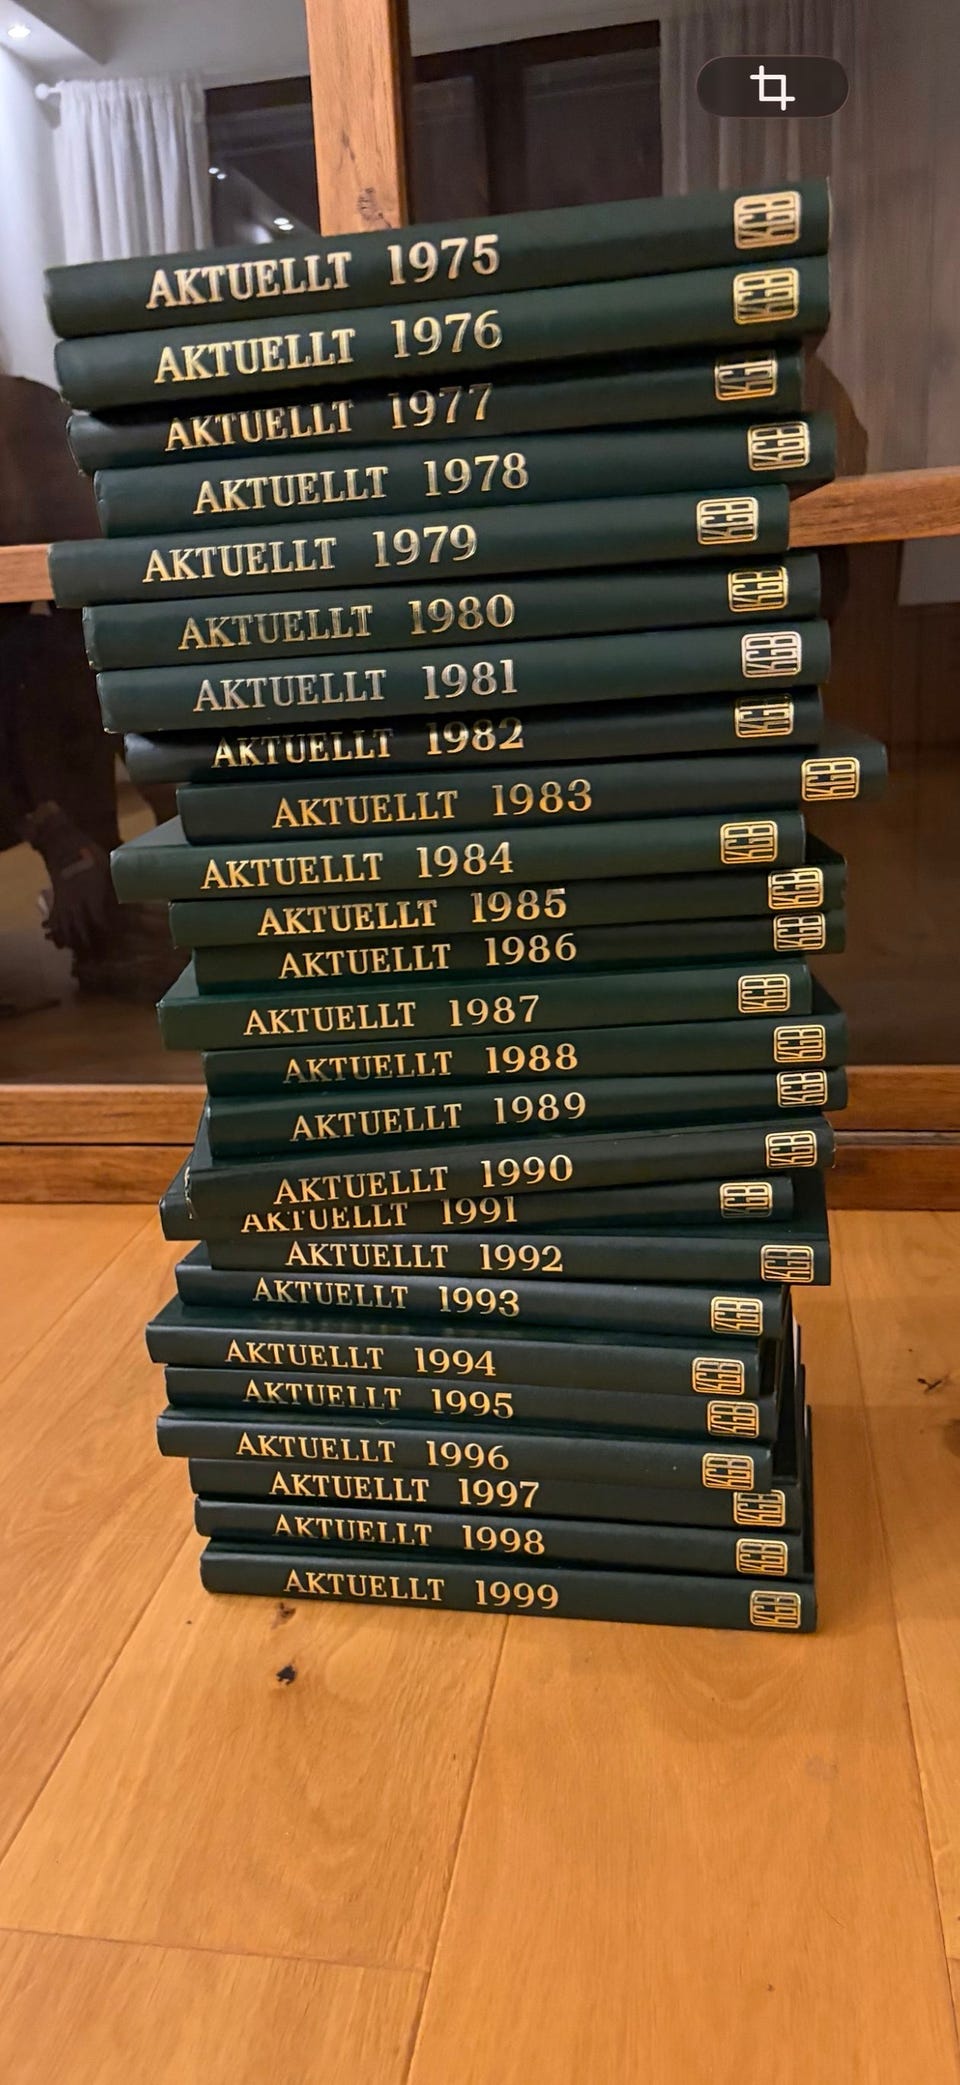 AKTUELLT 1975 KGB
AKTUELLT 1976 KGB
AKTUELLT 1977 KGB
AKTUELLT 1978 KGB
AKTUELLT 1979 KGB
AKTUELLT 1980 KGB
AKTUELLT 1981 KGB
AKTUELLT 1982 KGB
AKTUELLT 1983 KGB
AKTUELLT 1984 KGB
AKTUELLT 1985 KGB
AKTUELLT 1986 KGB
AKTUELLT 1987 KGB
AKTUELLT 1988 KGB
AKTUELLT 1989 KGB
AKTUELLT 1990 KGB
AKTUELLT 1991 KGB
AKTUELLT 1992 KGB
AKTUELLT 1993 KGB
AKTUELLT 1994 KGB
AKTUELLT 1995 KGB
AKTUELLT 1996 KGB
AKTUELLT 1997 KGB
AKTUELLT 1998 KGB
AKTUELLT 1999 KGB